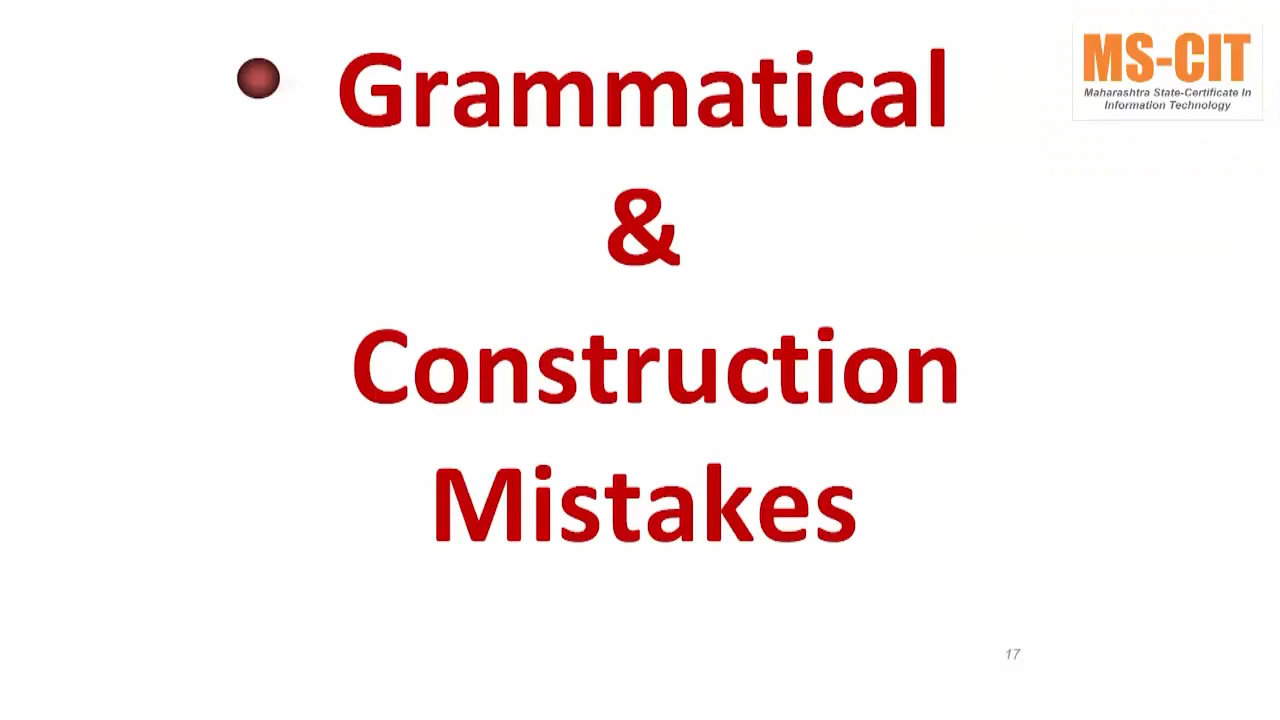 Grammatical
&
Construction
Mistakes
MS-CIT
Maharashtra State-Certificate In
Information Technology
17